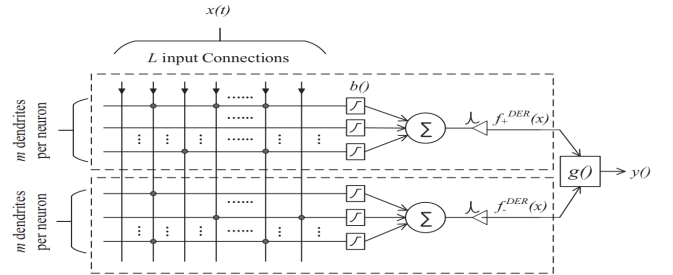 x(t)
L input Connections
b()
m dendrites
per neuron
Σ
f₊ᴰᴱᴿ(x)
g()
y()
m dendrites
per neuron
Σ
f₋ᴰᴱᴿ(x)